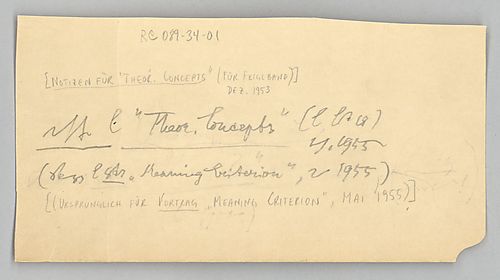 RC 089-34-01
[NOTIZEN FÜR "THEOR. CONCEPTS" (FÜR FEIGLBAND)]
DEZ. 1953
"Theor. Concepts"
1955
"Meaning Criterion", 1955)
[(URSPRÜNGLICH FÜR VORTRAG „MEANING CRITERION", MAI 1955)]